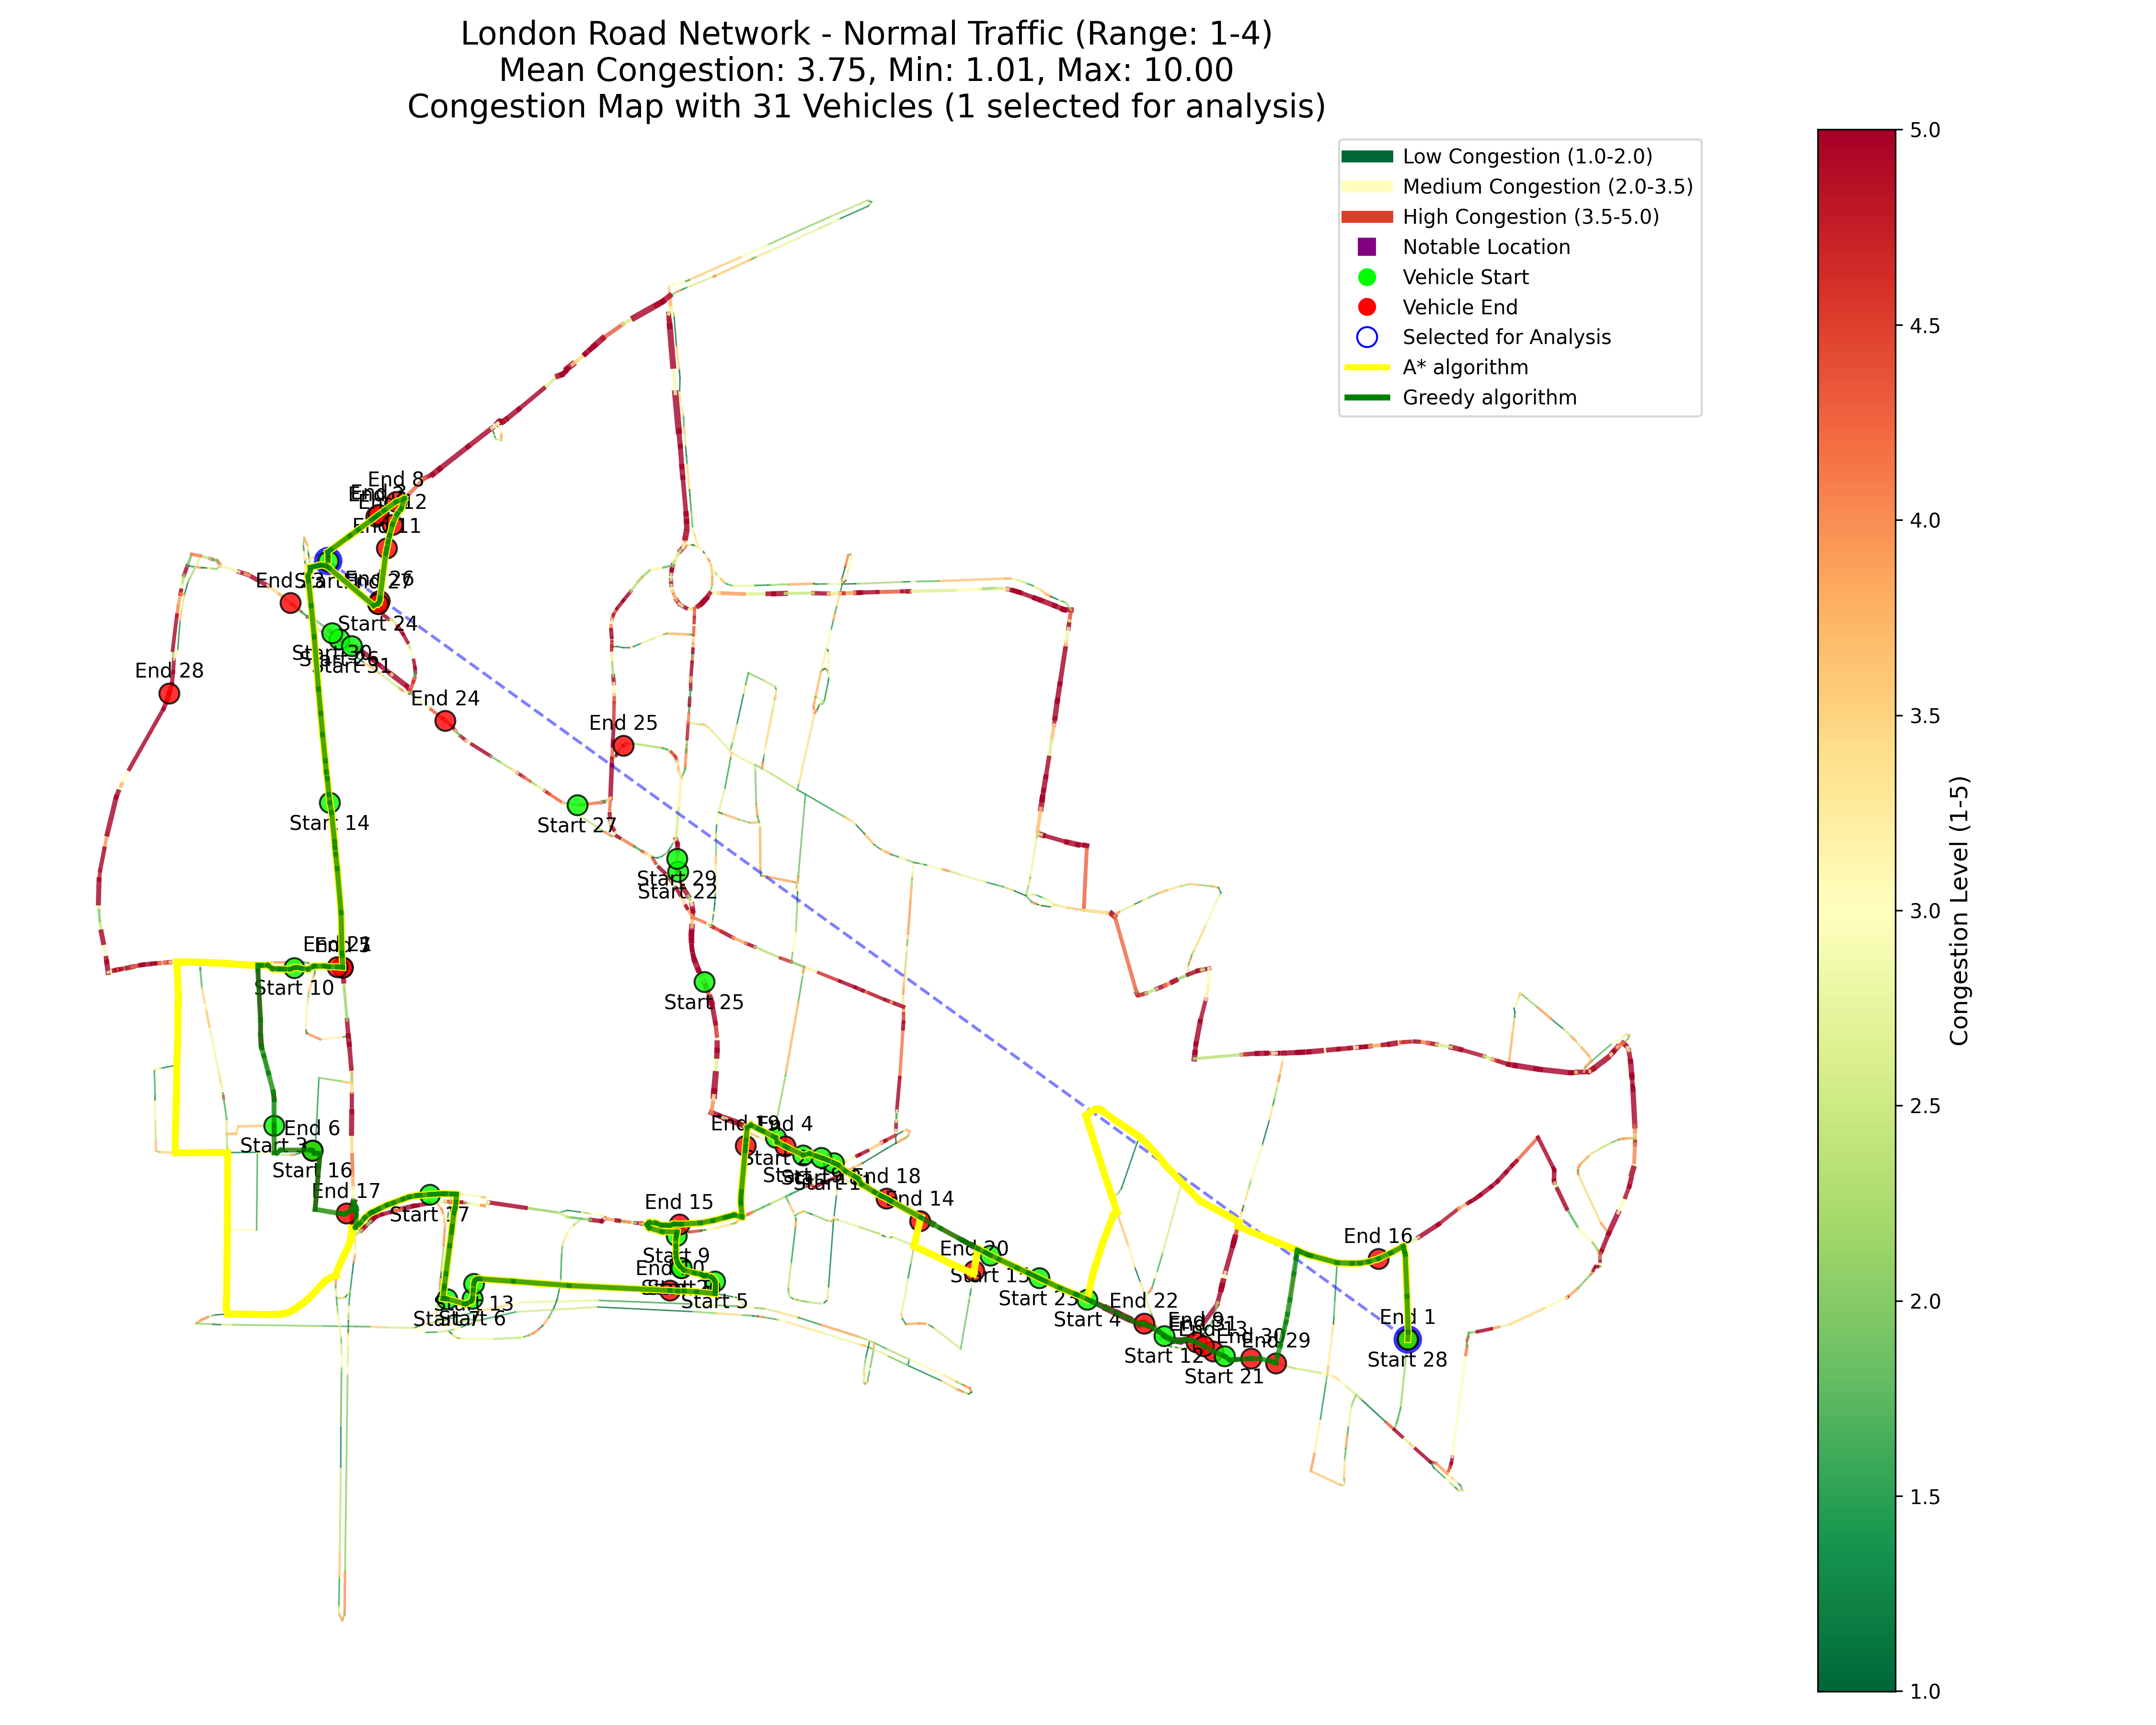 London Road Network - Normal Traffic (Range: 1-4)
Mean Congestion: 3.75, Min: 1.01, Max: 10.00
Congestion Map with 31 Vehicles (1 selected for analysis)
Low Congestion (1.0-2.0)
Medium Congestion (2.0-3.5)
High Congestion (3.5-5.0)
Notable Location
Vehicle Start
Vehicle End
Selected for Analysis
A* algorithm
Greedy algorithm
5.0
4.5
4.0
3.5
3.0
2.5
2.0
1.5
1.0
Congestion Level (1-5)
End 8
End 12
End 11
Start 24
Start 31
End 28
End 24
End 25
Start 27
Start 14
Start 29
Start 22
Start 10
Start 25
End 6
Start 3
Start 16
End 17
Start 17
End 19
End 4
End 18
End 14
End 15
Start 9
Start 5
Start 13
Start 7
Start 6
End 20
Start 15
Start 23
Start 4
End 22
Start 12
End 30
End 29
Start 21
End 16
End 1
Start 28